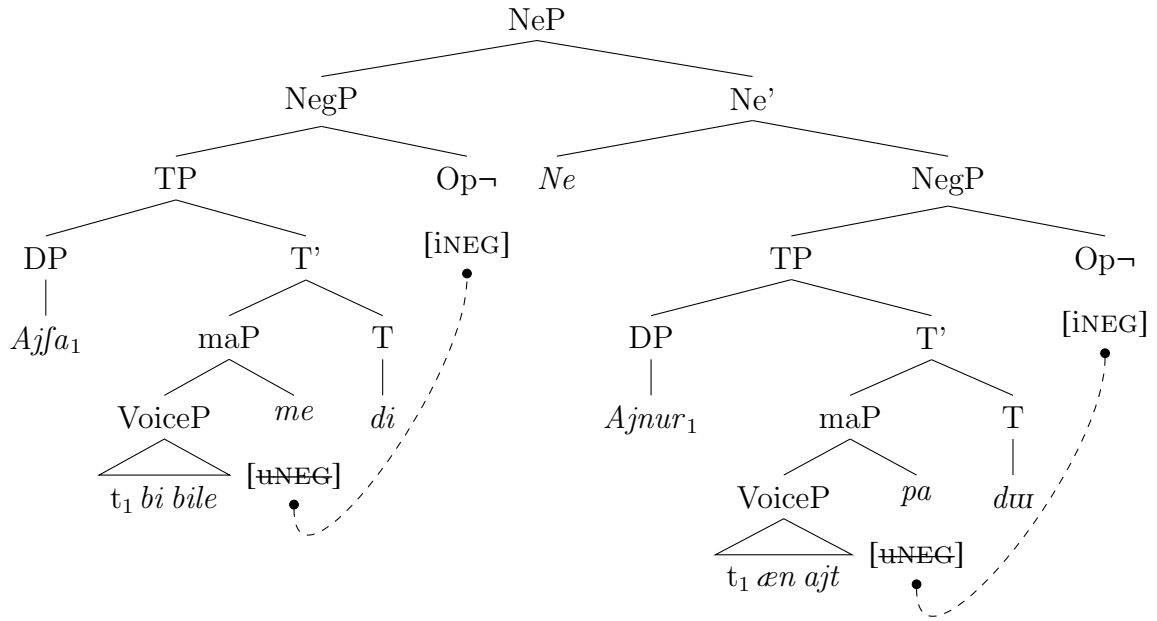 NeP
NegP Ne'
TP Op¬ Ne NegP
DP T' [iNEG] TP Op¬
Ajʃa₁ maP T DP T' [iNEG]
VoiceP me di Ajnur₁ maP T
t₁ bi bile [uNEG] VoiceP pa dɯ
t₁ æn ajt [uNEG]